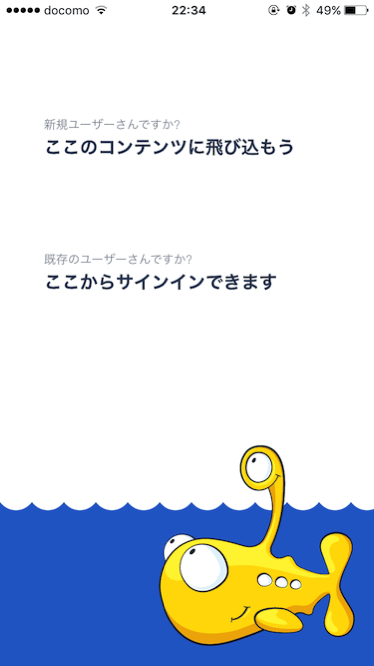 docomo 22:34 49%
新規ユーザーさんですか?
ここのコンテンツに飛び込もう
既存のユーザーさんですか?
ここからサインインできます